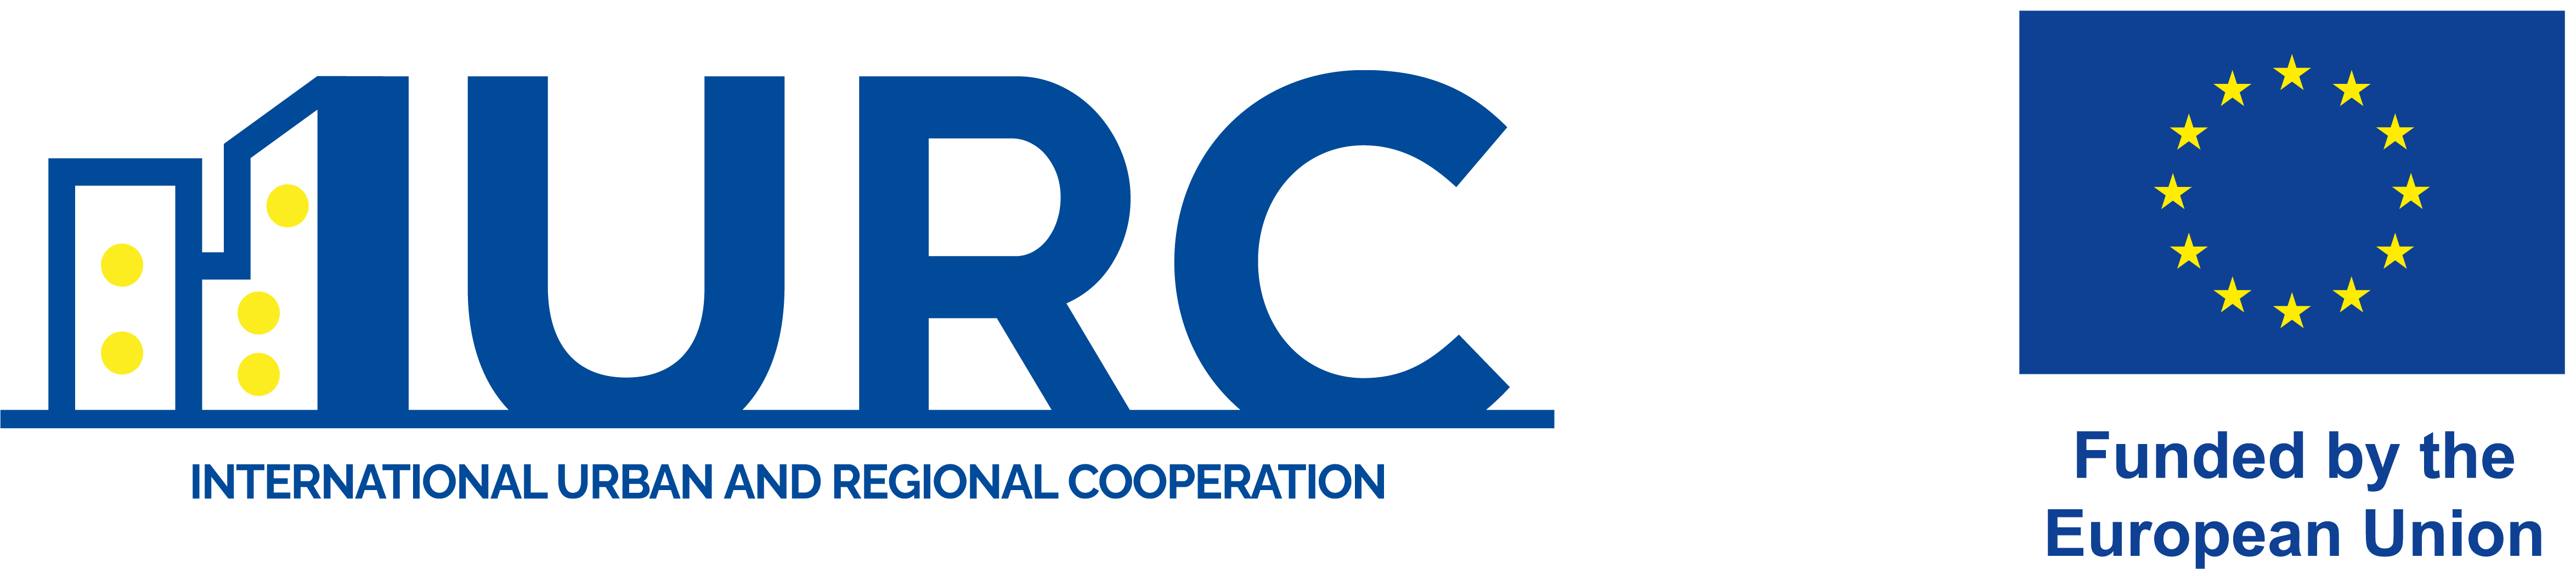 IURC
INTERNATIONAL URBAN AND REGIONAL COOPERATION
Funded by the
European Union